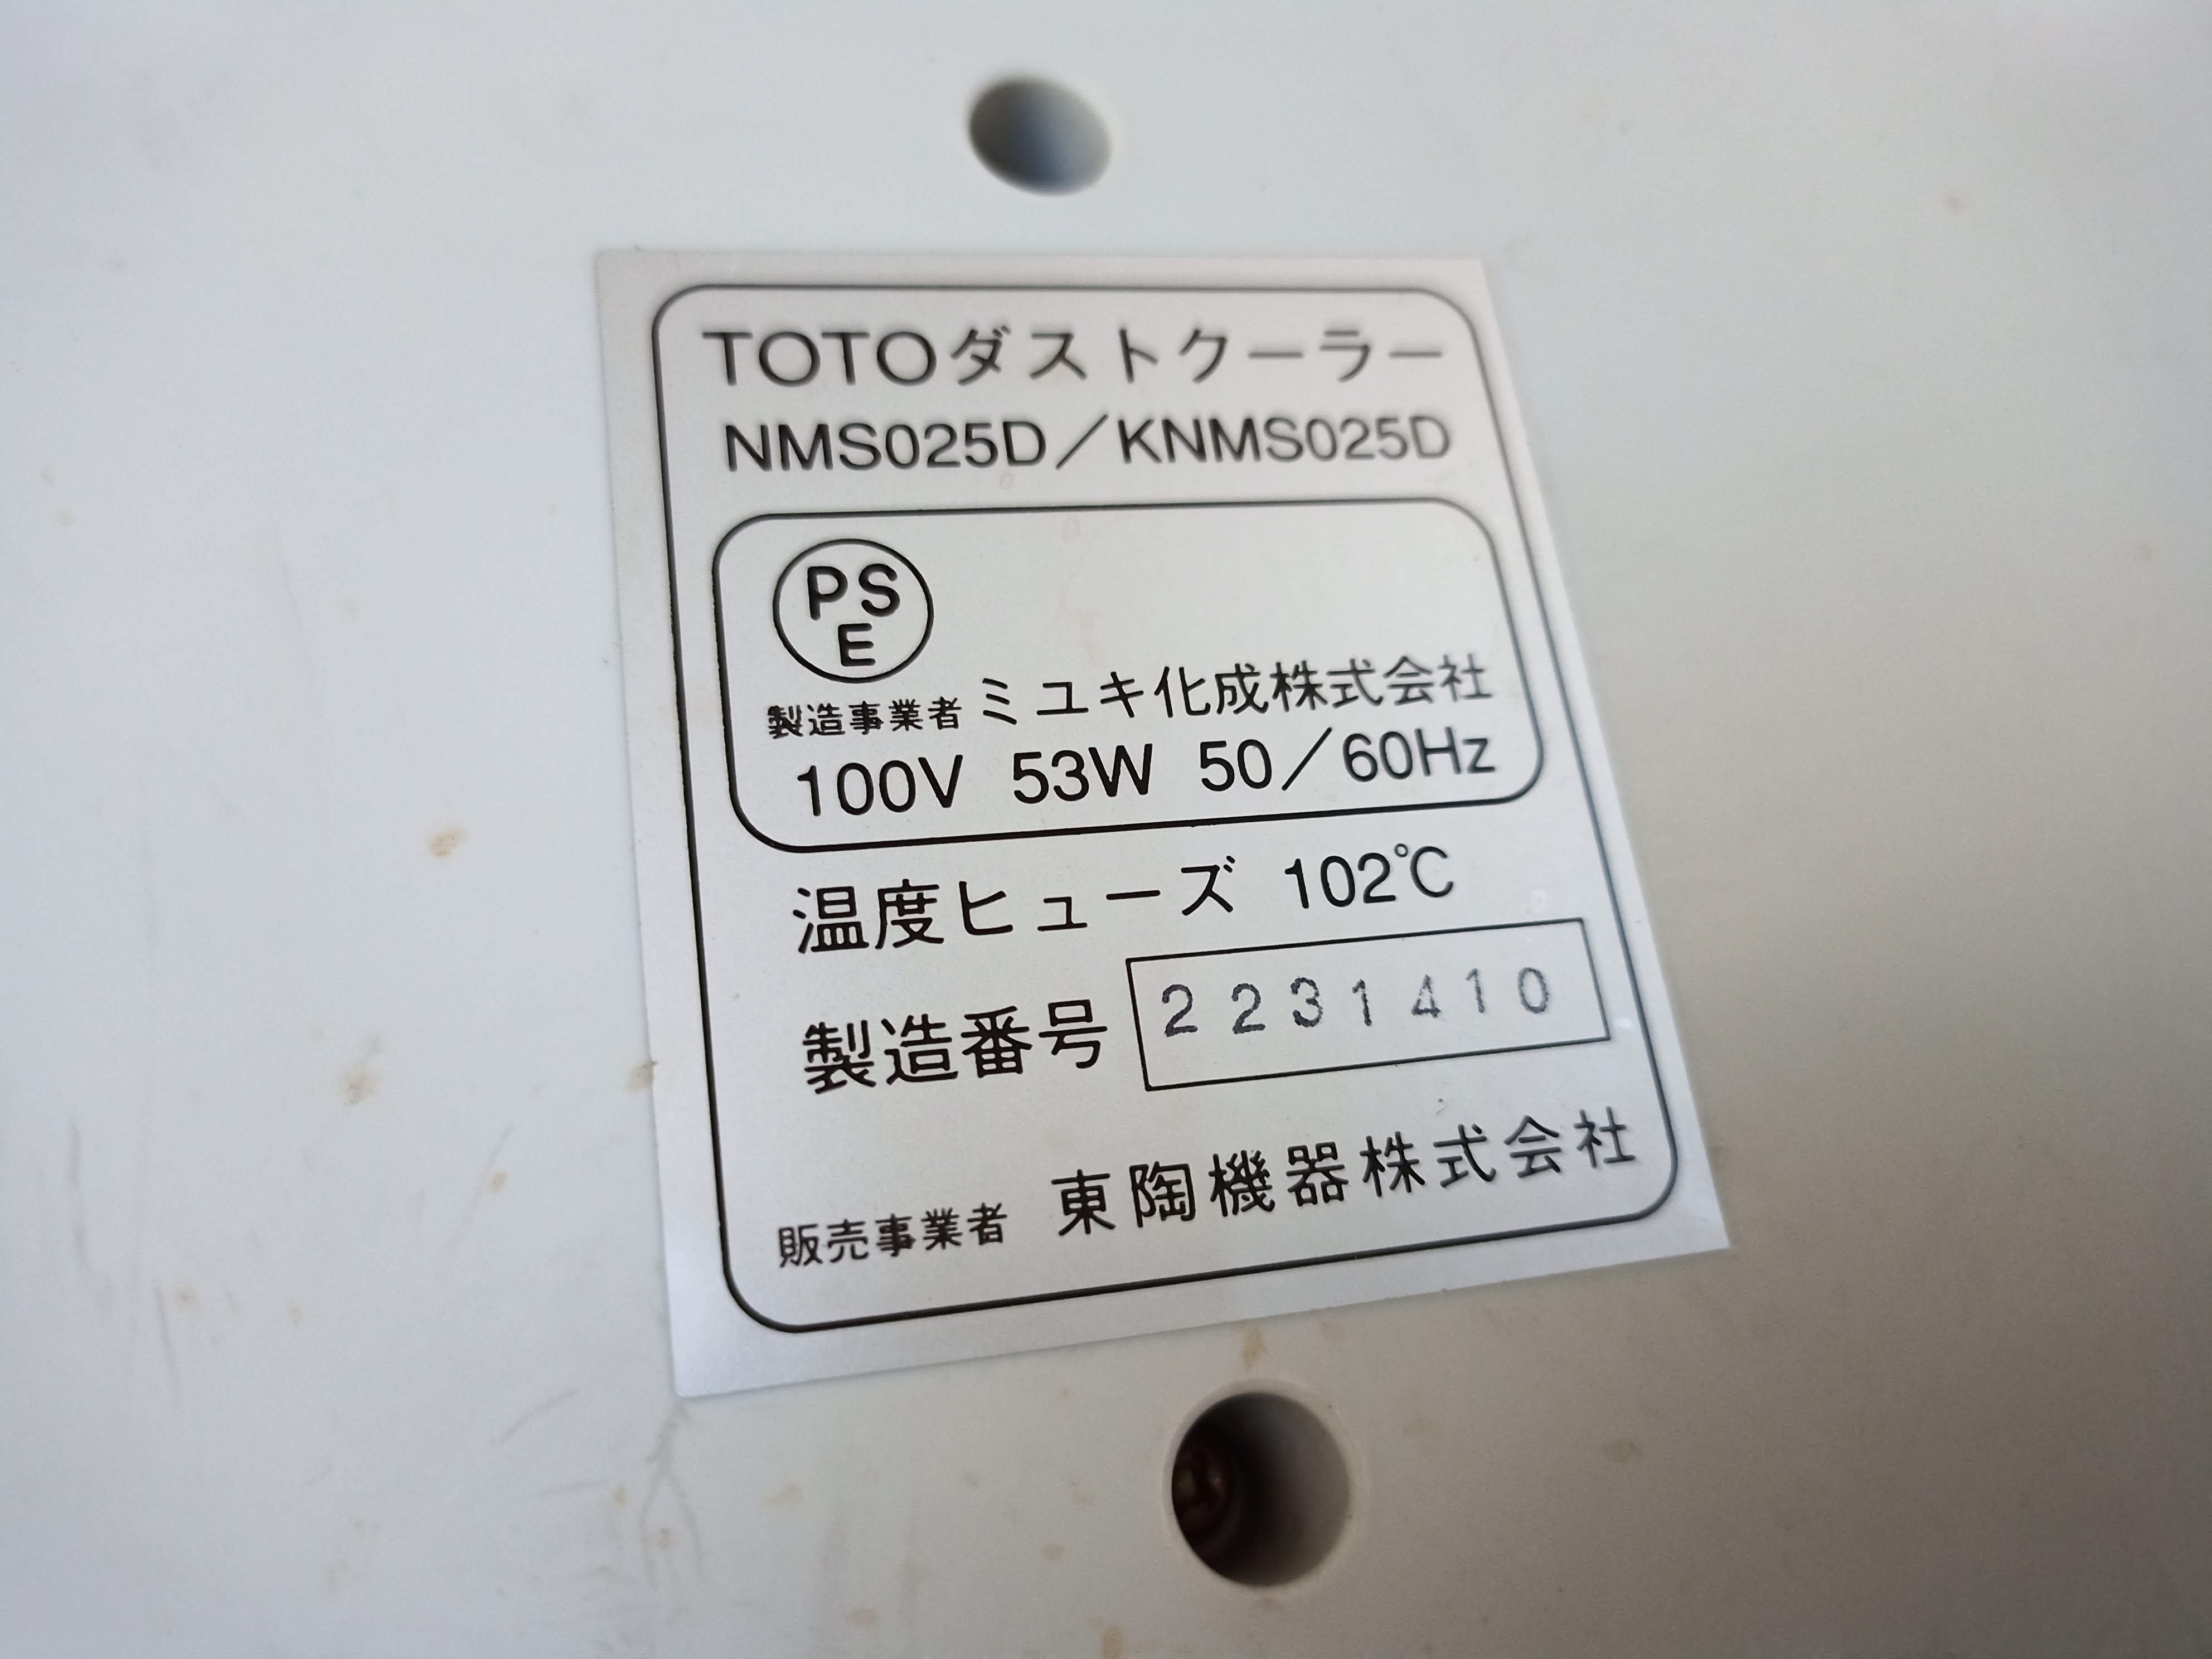 TOTOダストクーラー
NMS025D／KNMS025D
PS
E
製造事業者 ミユキ化成株式会社
100V 53W 50／60Hz
温度ヒューズ 102℃
製造番号 2231410
販売事業者 東陶機器株式会社